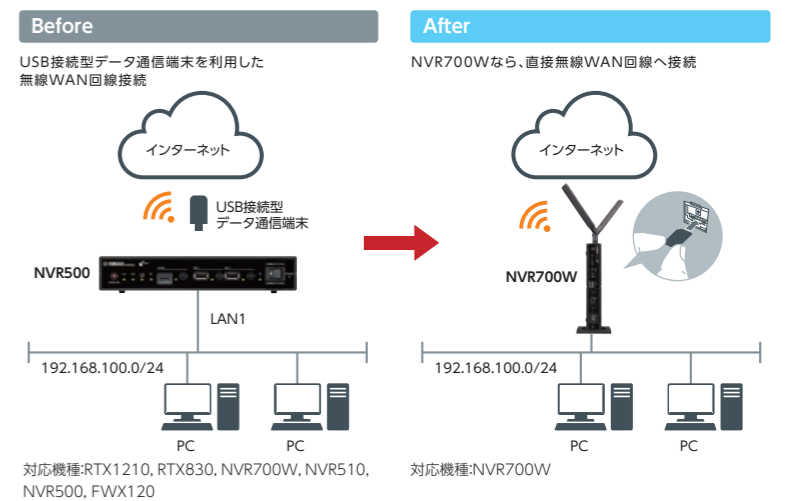 Before
USB接続型データ通信端末を利用した
無線WAN回線接続
インターネット
USB接続型
データ通信端末
NVR500
YAMAHA
LAN1
192.168.100.0/24
PC
PC
対応機種:RTX1210, RTX830, NVR700W, NVR510,
NVR500, FWX120
After
NVR700Wなら、直接無線WAN回線へ接続
インターネット
NVR700W
192.168.100.0/24
PC
PC
対応機種:NVR700W